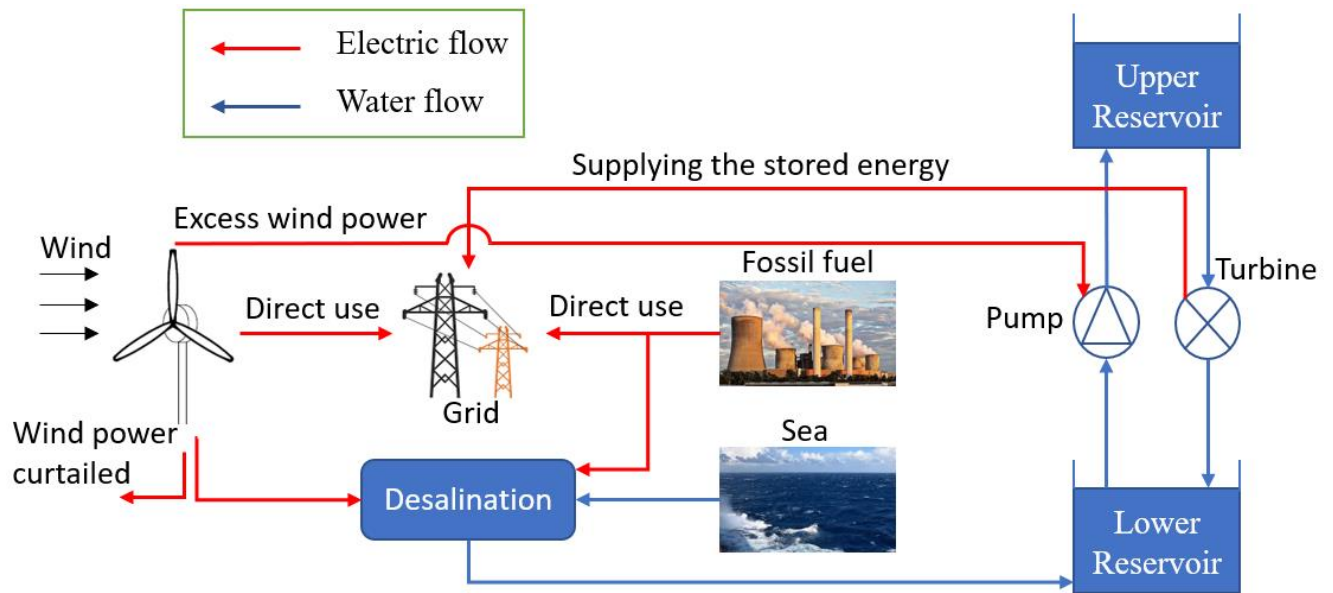 Electric flow
Water flow
Upper
Reservoir
Supplying the stored energy
Excess wind power
Wind
Fossil fuel
Turbine
Direct use
Direct use
Pump
Grid
Wind power
curtailed
Sea
Desalination
Lower
Reservoir